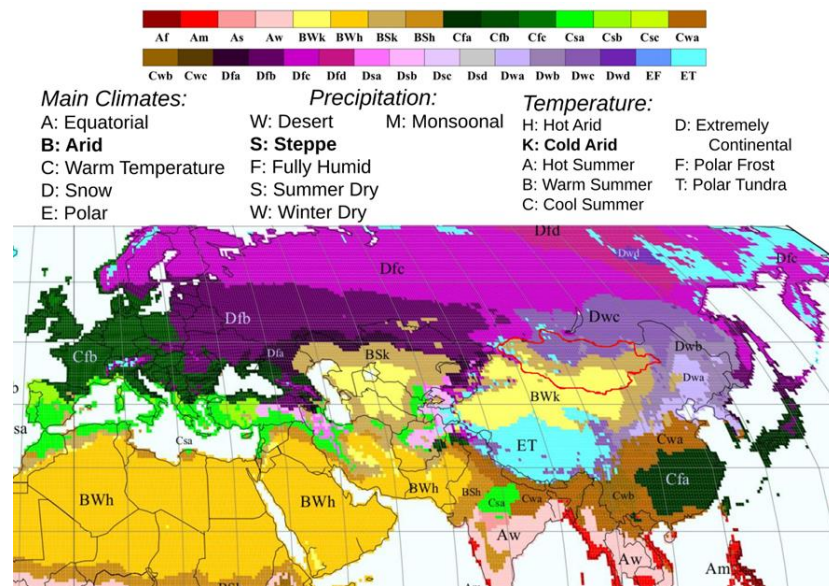 Af Am As Aw BWk BWh BSk BSh Cfa Cfb Cfc Csa Csb Csc Cwa
Cwb Cwc Dfa Dfb Dfc Dfd Dsa Dsb Dsc Dsd Dwa Dwb Dwc Dwd EF ET
Main Climates:
A: Equatorial
B: Arid
C: Warm Temperature
D: Snow
E: Polar
Precipitation:
W: Desert
S: Steppe
F: Fully Humid
S: Summer Dry
W: Winter Dry
M: Monsoonal
Temperature:
H: Hot Arid
K: Cold Arid
A: Hot Summer
B: Warm Summer
C: Cool Summer
D: Extremely
Continental
F: Polar Frost
T: Polar Tundra
Dfd
Dwd
Dfc
Dfc
Dfb
Dwc
Cfb
Dfa
BSk
Dwb
Dwa
BWk
Csa
ET
Cwa
BWh
BWh
BWh
BSh
Csa
Cwa
Cwb
Cfa
Aw
Aw
Am